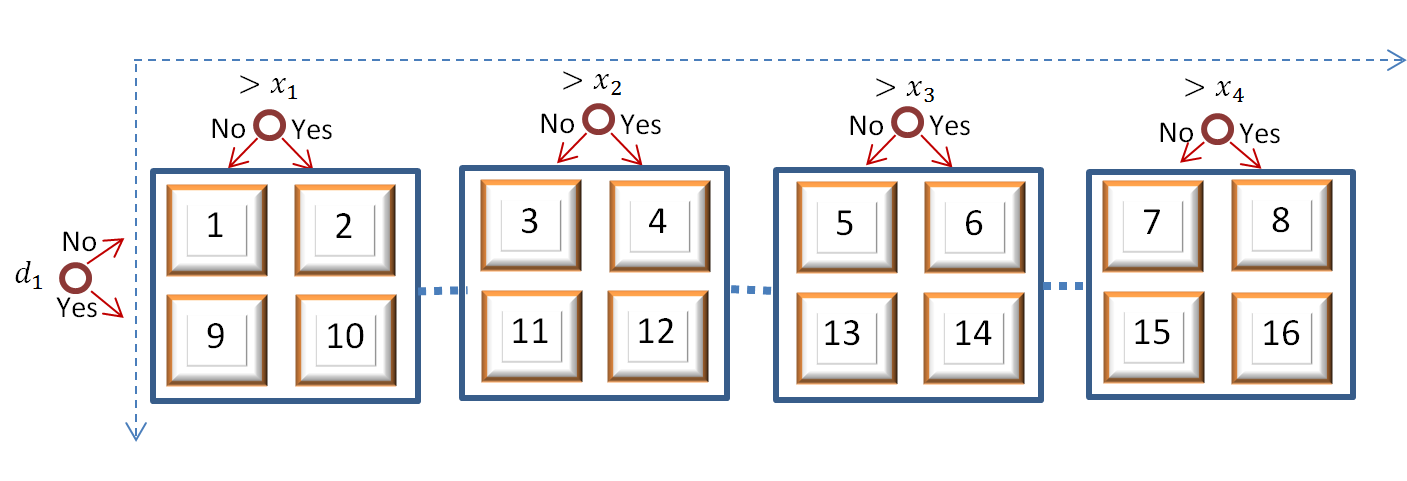 > x₁ > x₂ > x₃ > x₄
No Yes No Yes No Yes No Yes
1 2 3 4 5 6 7 8
No
d₁
Yes
9 10 11 12 13 14 15 16